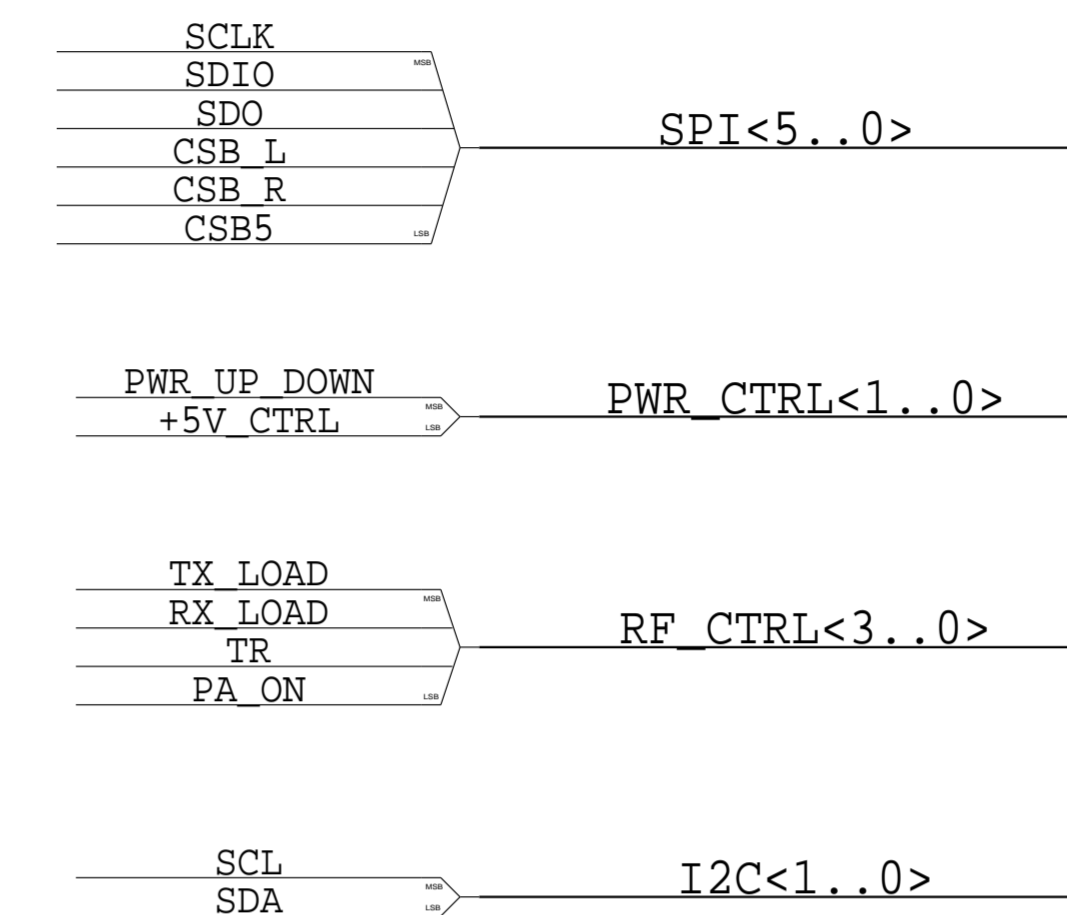 SCLK
MSB
SDIO
SDO
CSB_L
CSB_R
CSB5
LSB
SPI<5..0>
PWR_UP_DOWN
MSB
+5V_CTRL
LSB
PWR_CTRL<1..0>
TX_LOAD
MSB
RX_LOAD
TR
PA_ON
LSB
RF_CTRL<3..0>
SCL
MSB
SDA
LSB
I2C<1..0>